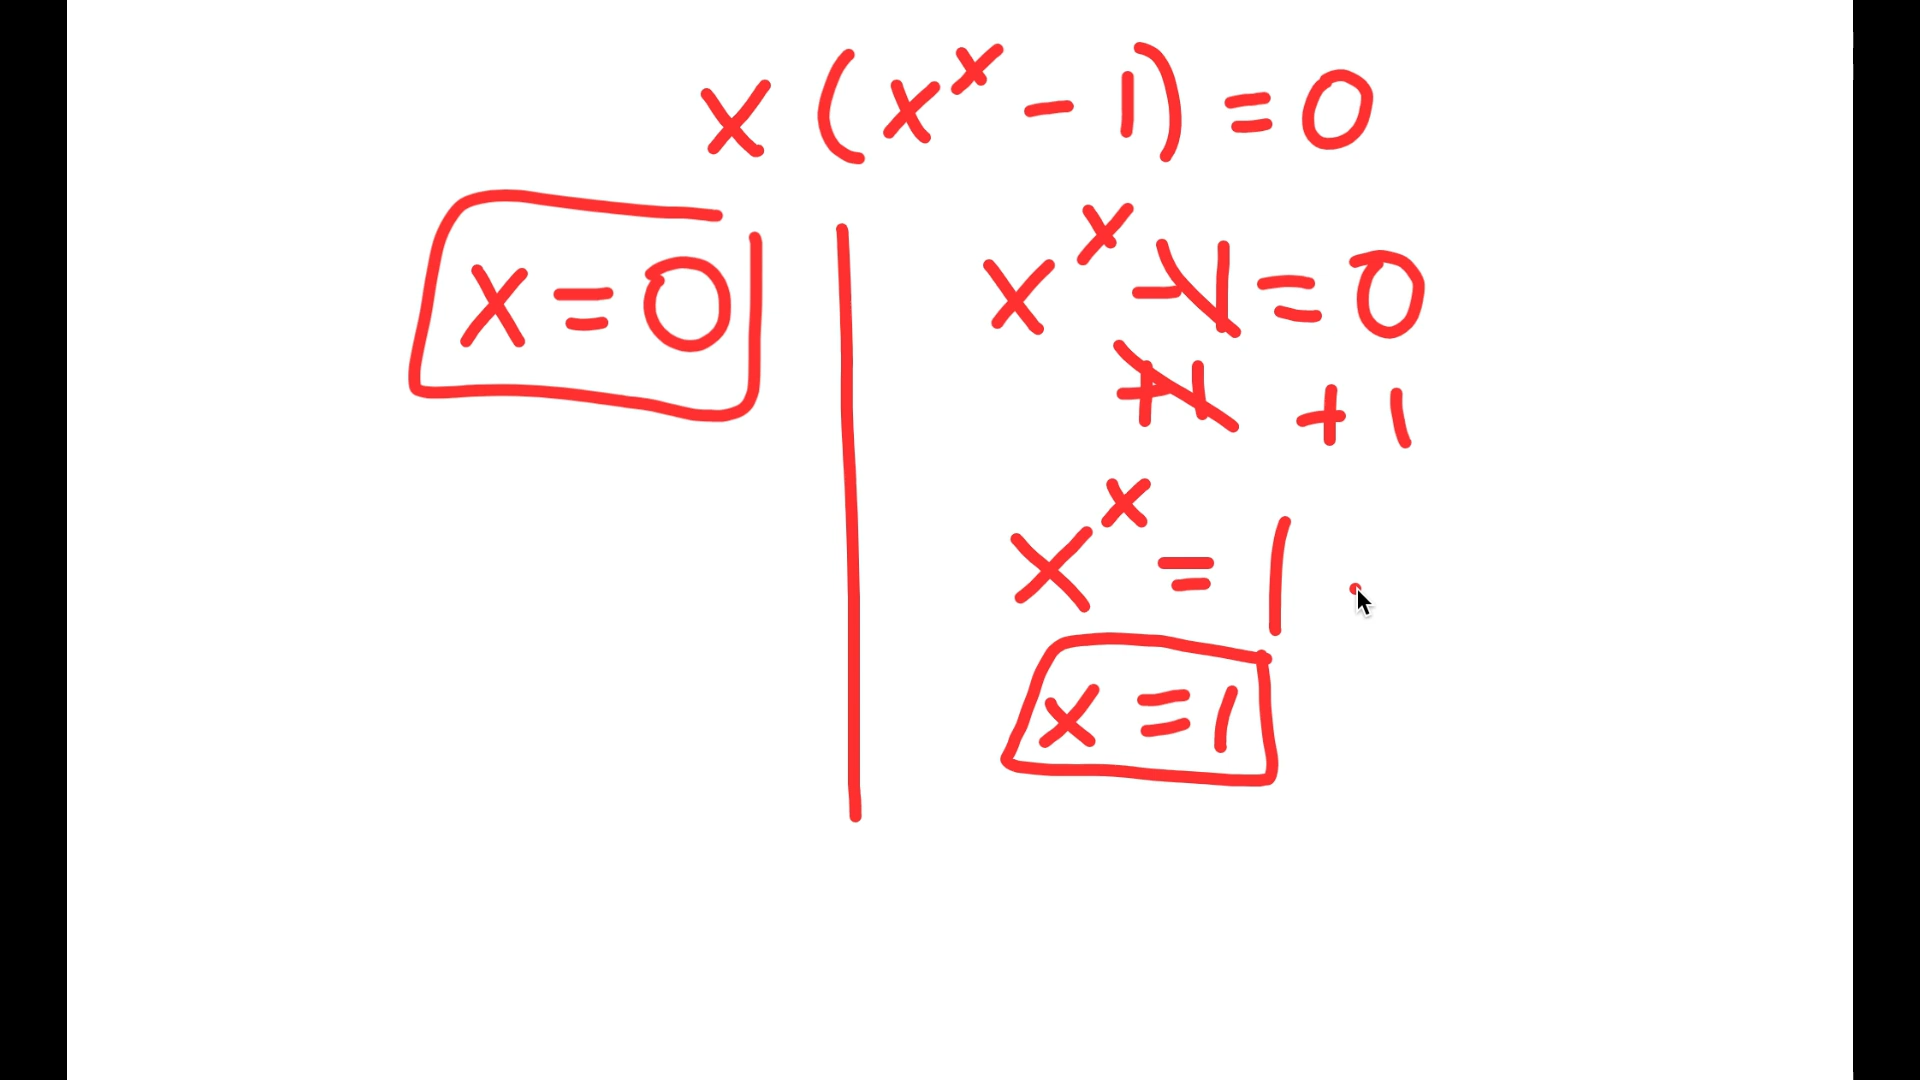 x (x^x - 1) = 0
x = 0
x^x - 1 = 0
+ 1 + 1
x^x = 1
x = 1